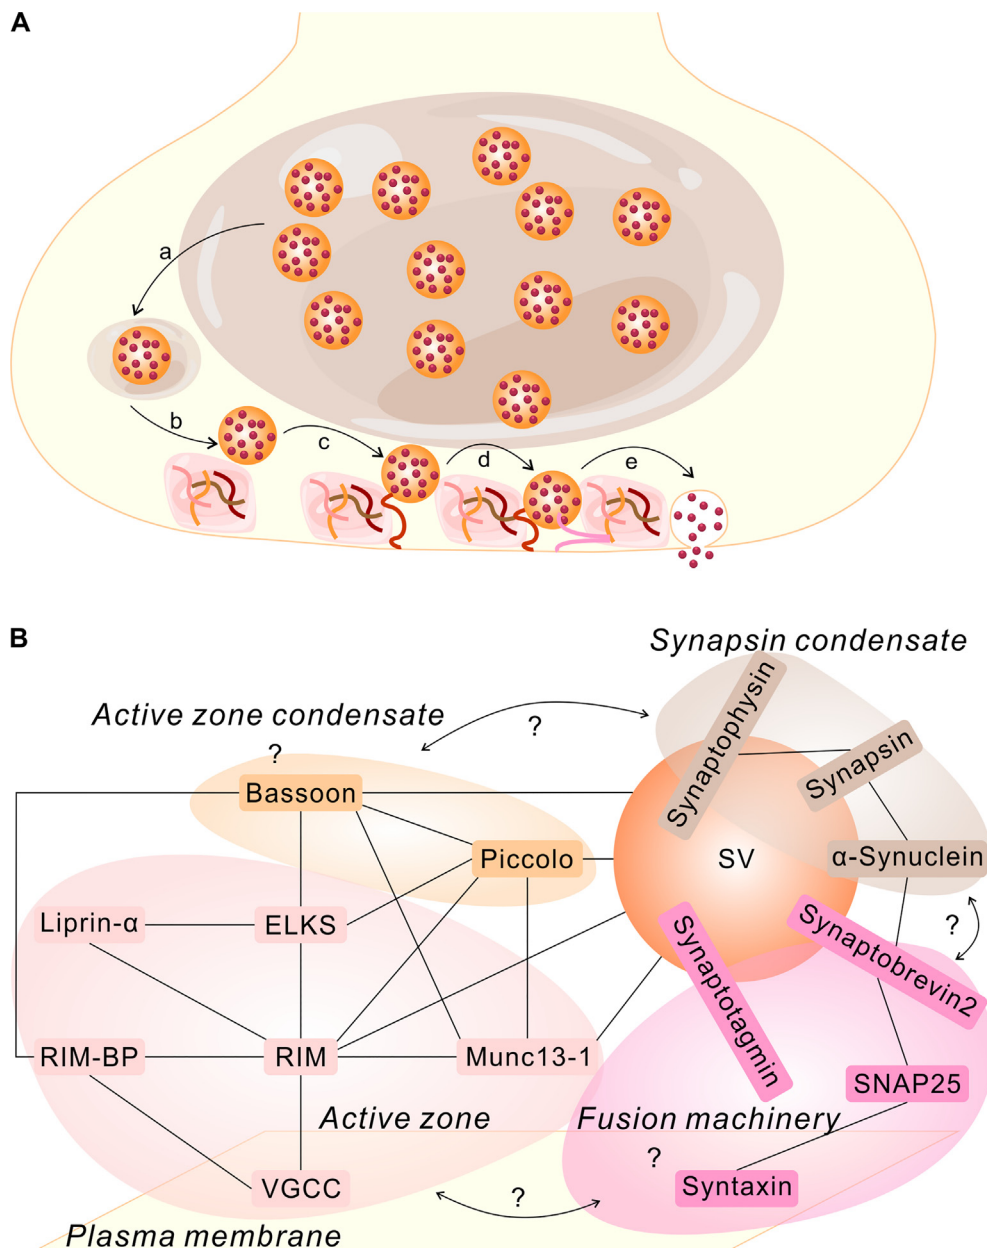 A
a
b
c
d
e
B
Synapsin condensate
Active zone condensate
?
?
Synaptophysin
Synapsin
Bassoon
Piccolo
SV
α-Synuclein
Liprin-α
ELKS
?
Synaptobrevin2
Synaptotagmin
RIM-BP
RIM
Munc13-1
SNAP25
Active zone
Fusion machinery
?
VGCC
?
Syntaxin
Plasma membrane